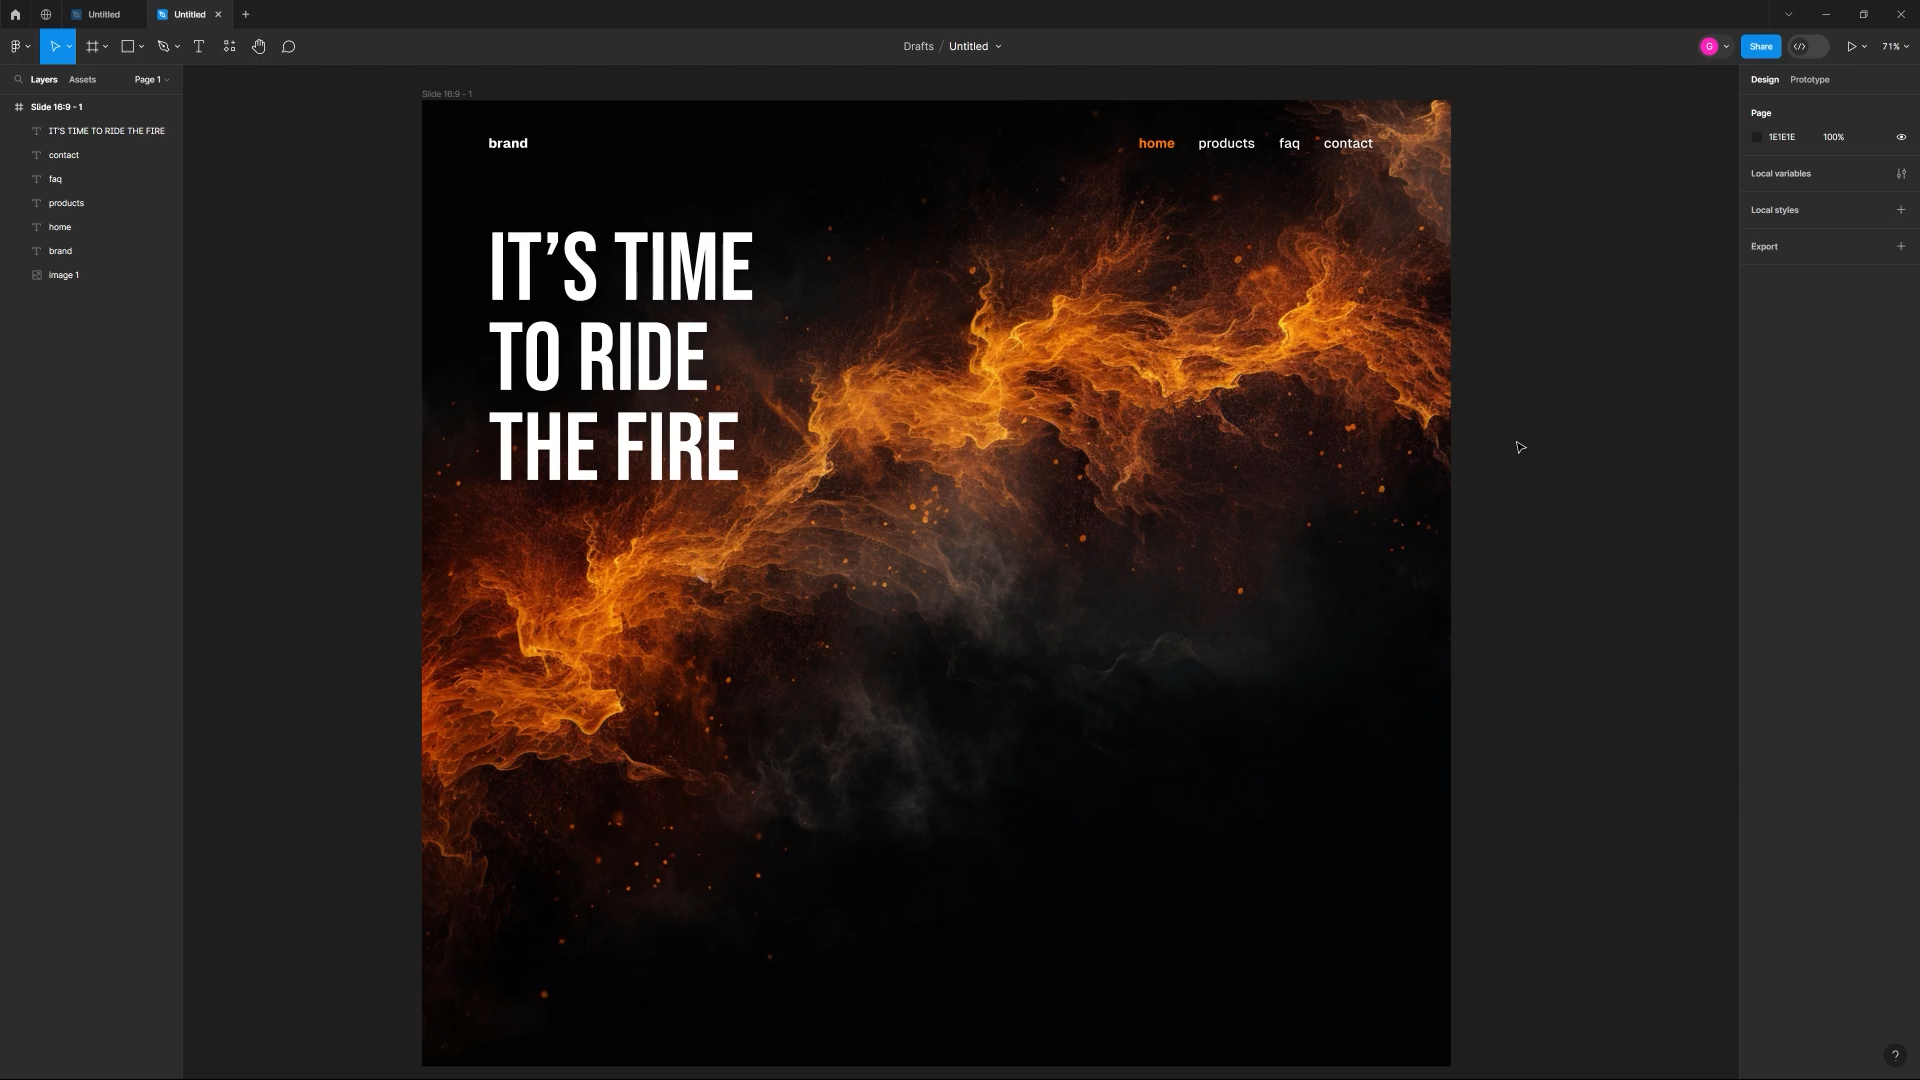 Untitled
Untitled
Drafts / Untitled
G
Share
71%
Layers Assets Page 1
Slide 16:9 - 1
IT'S TIME TO RIDE THE FIRE
contact
faq
products
home
brand
image 1
Slide 16:9 - 1
brand home products faq contact
IT’S TIME
TO RIDE
THE FIRE
Design Prototype
Page
1E1E1E 100%
Local variables
Local styles
Export
?